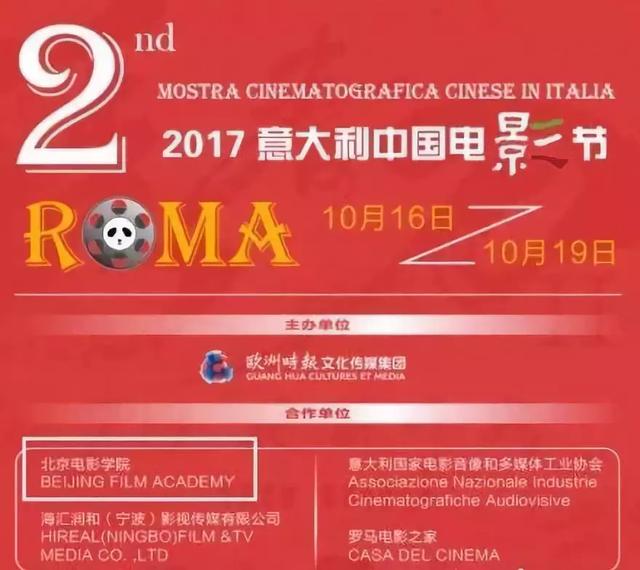 2nd
MOSTRA CINEMATOGRAFICA CINESE IN ITALIA
2017 意大利中国电影节
ROMA
10月16日
10月19日
主办单位
欧洲時報文化传媒集团
GUANG HUA CULTURES ET MEDIA
合作单位
北京电影学院
BEIJING FILM ACADEMY
海汇润和（宁波）影视传媒有限公司
HIREAL(NINGBO)FILM &TV
MEDIA CO. ,LTD
意大利国家电影音像和多媒体工业协会
Associazione Nazionale Industrie
Cinematografiche Audiovisive
罗马电影之家
CASA DEL CINEMA